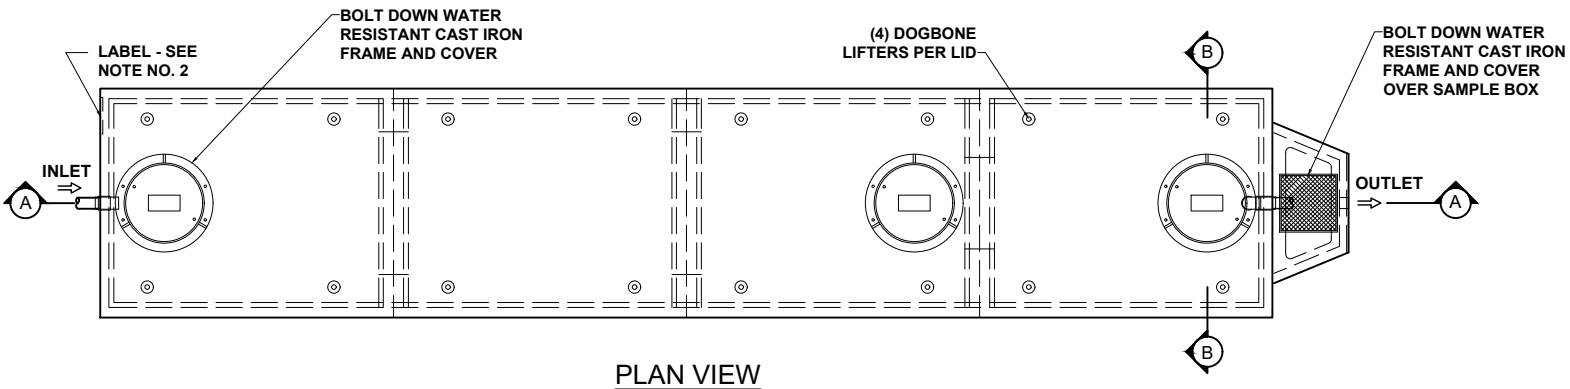 BOLT DOWN WATER
RESISTANT CAST IRON
FRAME AND COVER
LABEL - SEE
NOTE NO. 2
(4) DOGBONE
LIFTERS PER LID
B
BOLT DOWN WATER
RESISTANT CAST IRON
FRAME AND COVER
OVER SAMPLE BOX
INLET
A
OUTLET
A
B
PLAN VIEW